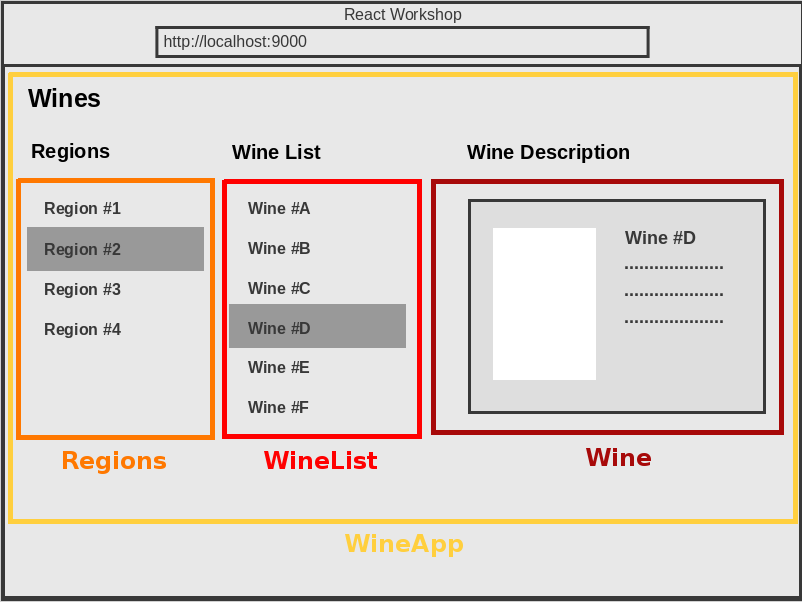 React Workshop
http://localhost:9000
Wines
Regions
Region #1
Region #2
Region #3
Region #4
Regions
Wine List
Wine #A
Wine #B
Wine #C
Wine #D
Wine #E
Wine #F
WineList
Wine Description
Wine #D
....................
....................
....................
Wine
WineApp